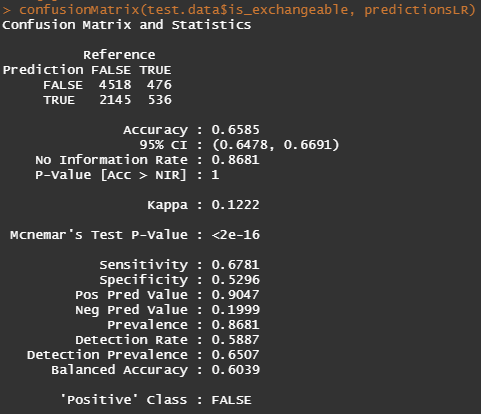 > confusionMatrix(test.data$is_exchangeable, predictionsLR)
Confusion Matrix and Statistics
Reference
Prediction FALSE TRUE
FALSE 4518 476
TRUE 2145 536
Accuracy : 0.6585
95% CI : (0.6478, 0.6691)
No Information Rate : 0.8681
P-Value [Acc > NIR] : 1
Kappa : 0.1222
Mcnemar's Test P-Value : <2e-16
Sensitivity : 0.6781
Specificity : 0.5296
Pos Pred Value : 0.9047
Neg Pred Value : 0.1999
Prevalence : 0.8681
Detection Rate : 0.5887
Detection Prevalence : 0.6507
Balanced Accuracy : 0.6039
'Positive' Class : FALSE